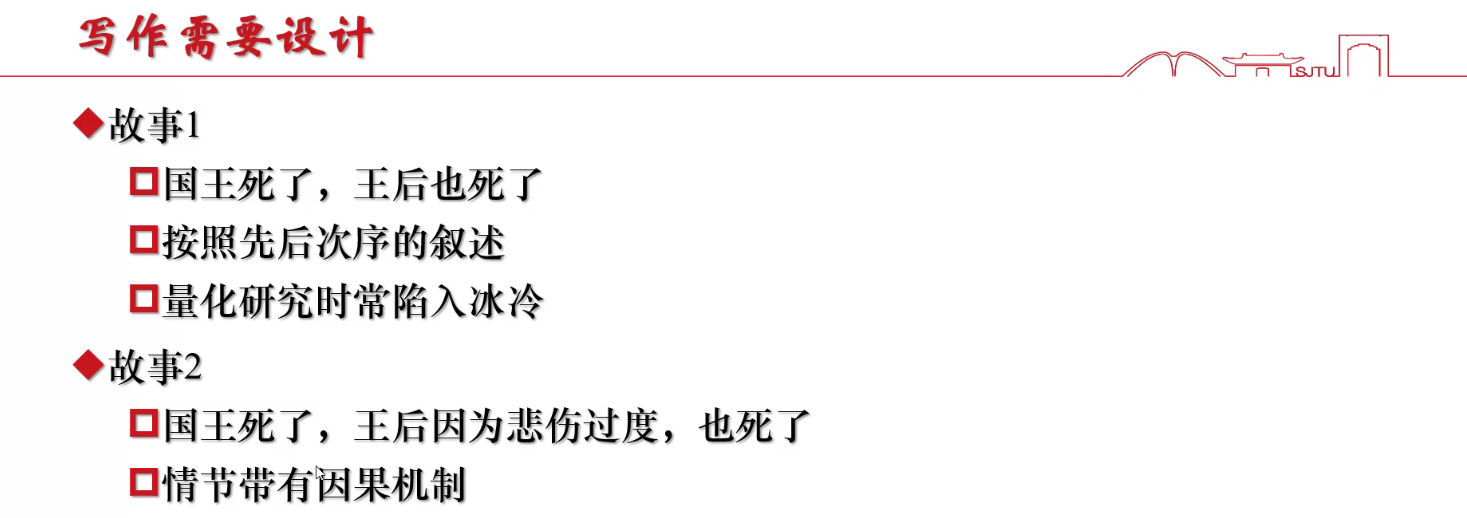 写作需要设计
SJTU
◆故事1
国王死了，王后也死了
按照先后次序的叙述
量化研究时常陷入冰冷
◆故事2
国王死了，王后因为悲伤过度，也死了
情节带有因果机制